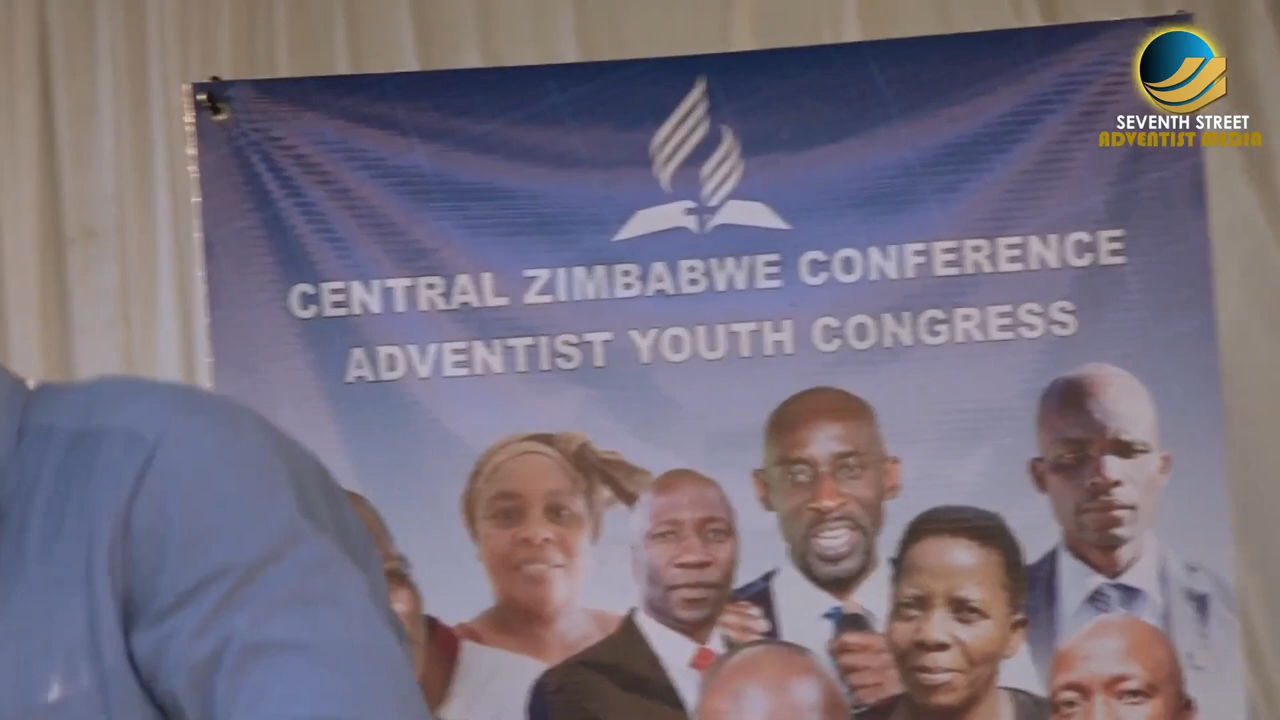 SEVENTH STREET
ADVENTIST MEDIA
CENTRAL ZIMBABWE CONFERENCE
ADVENTIST YOUTH CONGRESS